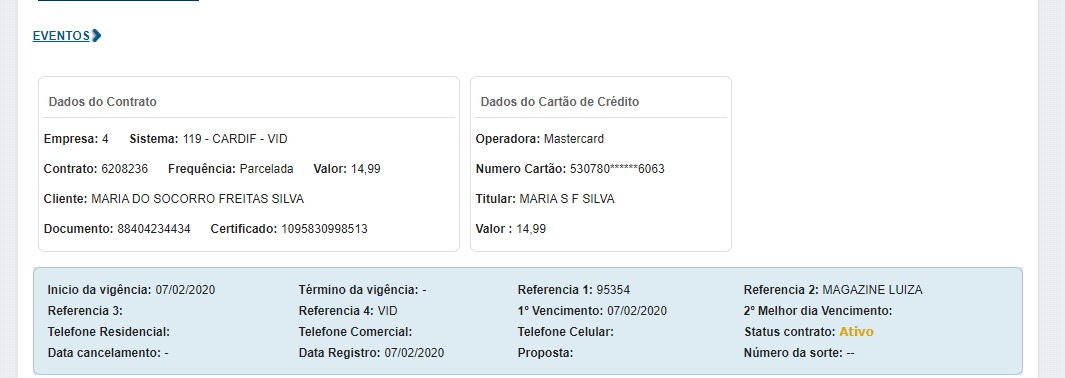 EVENTOS
Dados do Contrato
Empresa: 4 Sistema: 119 - CARDIF - VID
Contrato: 6208236 Frequência: Parcelada Valor: 14,99
Cliente: MARIA DO SOCORRO FREITAS SILVA
Documento: 88404234434 Certificado: 1095830998513
Dados do Cartão de Crédito
Operadora: Mastercard
Numero Cartão: 530780******6063
Titular: MARIA S F SILVA
Valor : 14,99
Inicio da vigência: 07/02/2020 Término da vigência: - Referencia 1: 95354 Referencia 2: MAGAZINE LUIZA
Referencia 3: Referencia 4: VID 1º Vencimento: 07/02/2020 2º Melhor dia Vencimento:
Telefone Residencial: Telefone Comercial: Telefone Celular: Status contrato: Ativo
Data cancelamento: - Data Registro: 07/02/2020 Proposta: Número da sorte: --